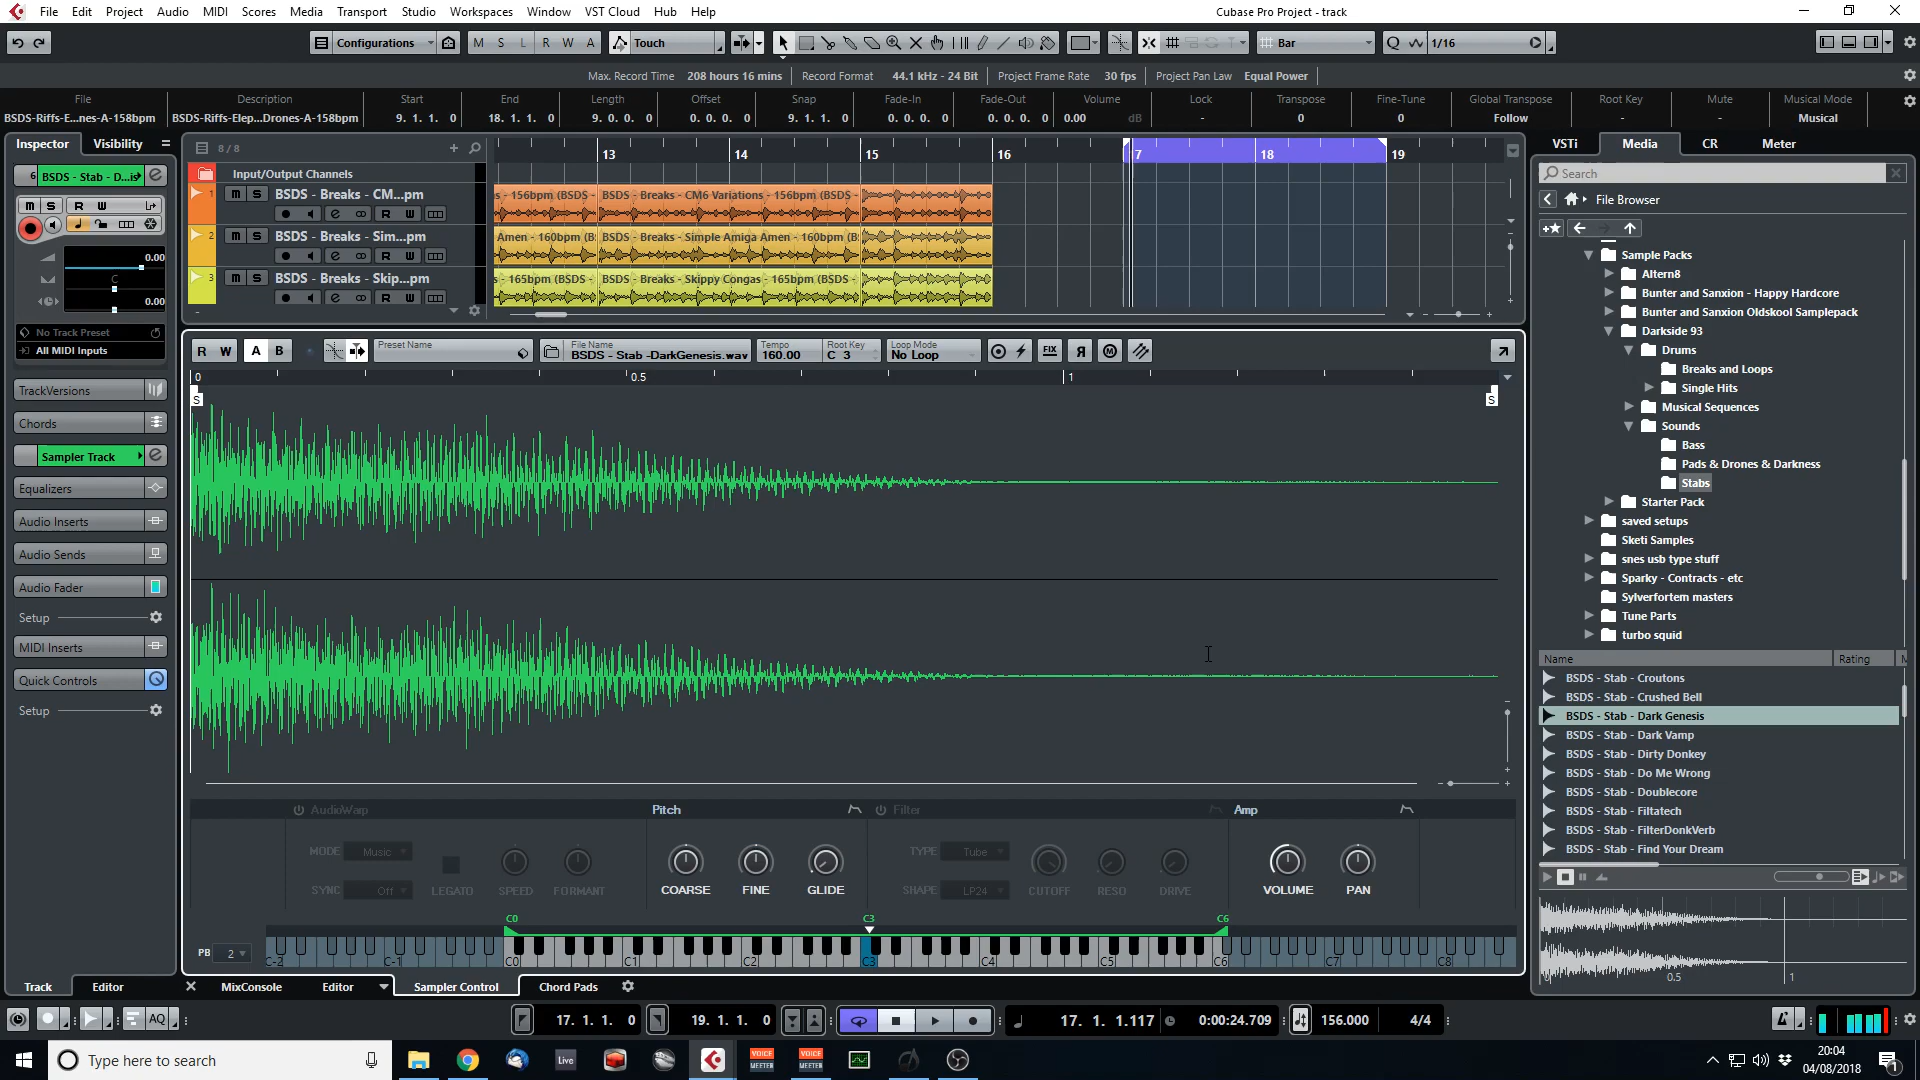 File Edit Project Audio MIDI Scores Media Transport Studio Workspaces Window VST Cloud Hub Help
Cubase Pro Project - track
Configurations M S L R W A Touch Bar Q 1/16
Max. Record Time 208 hours 16 mins Record Format 44.1 kHz - 24 Bit Project Frame Rate 30 fps Project Pan Law Equal Power
File Description Start End Length Offset Snap Fade-In Fade-Out Volume Lock Transpose Fine-Tune Global Transpose Root Key Mute Musical Mode
BSDS-Riffs-E...nes-A-158bpm BSDS-Riffs-Elep...Drones-A-158bpm 9. 1. 1. 0 18. 1. 1. 0 9. 0. 0. 0 0. 0. 0. 0 9. 1. 1. 0 0. 0. 0. 0 0. 0. 0. 0 0.00 dB - 0 0 Follow - - Musical
Inspector Visibility
6 BSDS - Stab - D...is
M S R W
0.00
C
0.00
No Track Preset
All MIDI Inputs
TrackVersions
Chords
Sampler Track
Equalizers
Audio Inserts
Audio Sends
Audio Fader
Setup
MIDI Inserts
Quick Controls
Setup
8 / 8
13 14 15 16 17 18 19
Input/Output Channels
1 M S BSDS - Breaks - CM...pm
R W
s - 156bpm (BSDS - BSDS - Breaks - CM6 Variations - 156bpm (BSDS -
2 M S BSDS - Breaks - Sim...pm
R W
Amen - 160bpm (B BSDS - Breaks - Simple Amiga Amen - 160bpm (B
3 M S BSDS - Breaks - Skip...pm
R W
s - 165bpm (BSDS - BSDS - Breaks - Skippy Congas - 165bpm (BSDS -
R W A B
Preset Name
File Name
BSDS - Stab -DarkGenesis.wav
Tempo
160.00
Root Key
C 3
Loop Mode
No Loop
FIX
0 0.5 1
S S
AudioWarp
MODE Music
SYNC Off
LEGATO SPEED FORMANT
Pitch
COARSE FINE GLIDE
Filter
TYPE Tube
SHAPE LP24
CUTOFF RESO DRIVE
Amp
VOLUME PAN
C0 C3 C6
PB 2
C-2 C-1 C0 C1 C2 C3 C4 C5 C6 C7 C8
Track Editor MixConsole Editor Sampler Control Chord Pads
VSTi Media CR Meter
Search
File Browser
Sample Packs
Altern8
Bunter and Sanxion - Happy Hardcore
Bunter and Sanxion Oldskool Samplepack
Darkside 93
Drums
Breaks and Loops
Single Hits
Musical Sequences
Sounds
Bass
Pads & Drones & Darkness
Stabs
Starter Pack
saved setups
Sketi Samples
snes usb type stuff
Sparky - Contracts - etc
Sylverfortem masters
Tune Parts
turbo squid
Name Rating
BSDS - Stab - Croutons
BSDS - Stab - Crushed Bell
BSDS - Stab - Dark Genesis
BSDS - Stab - Dark Vamp
BSDS - Stab - Dirty Donkey
BSDS - Stab - Do Me Wrong
BSDS - Stab - Doublecore
BSDS - Stab - Filtatech
BSDS - Stab - FilterDonkVerb
BSDS - Stab - Find Your Dream
0 0.5 1
AQ 17. 1. 1. 0 19. 1. 1. 0 17. 1. 1.117 0:00:24.709 156.000 4/4
Type here to search
Live
VOICE MEETER
VOICE MEETER
20:04
04/08/2018
1